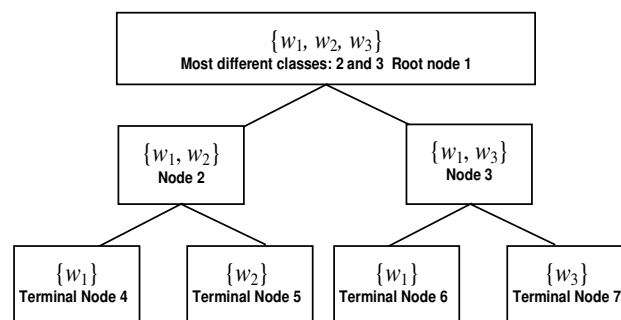 {w₁, w₂, w₃}
Most different classes: 2 and 3 Root node 1
{w₁, w₂}
Node 2
{w₁, w₃}
Node 3
{w₁}
Terminal Node 4
{w₂}
Terminal Node 5
{w₁}
Terminal Node 6
{w₃}
Terminal Node 7